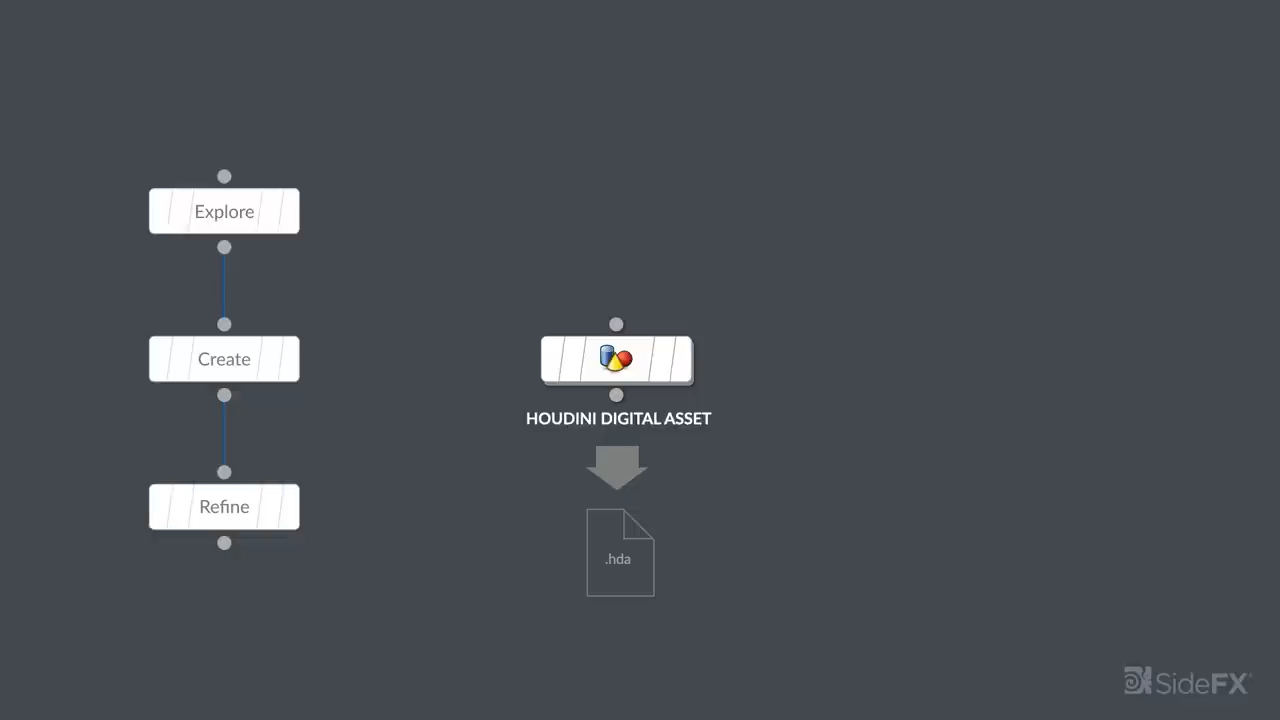 Explore
Create
Refine
HOUDINI DIGITAL ASSET
.hda
SideFX